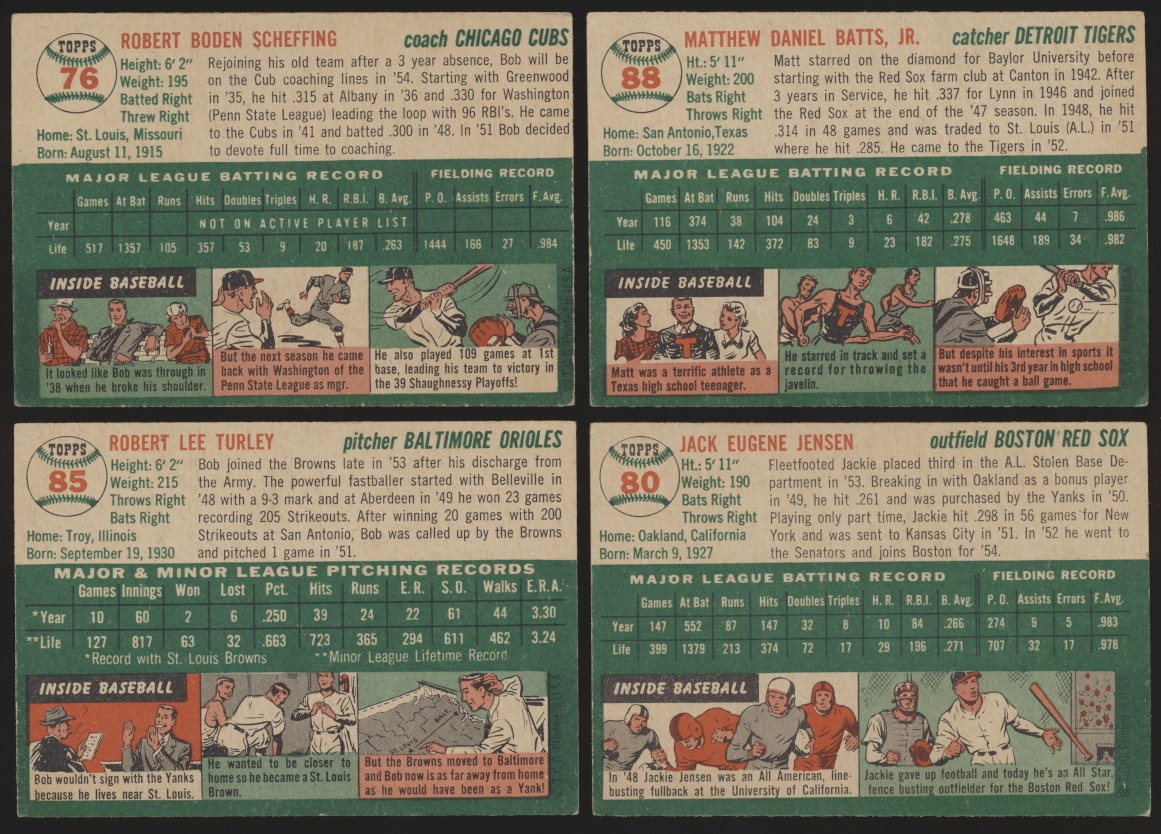 TOPPS
76
ROBERT BODEN SCHEFFING
coach CHICAGO CUBS
Height: 6' 2"
Weight: 195
Batted Right
Threw Right
Home: St. Louis, Missouri
Born: August 11, 1915
Rejoining his old team after a 3 year absence, Bob will be
on the Cub coaching lines in '54. Starting with Greenwood
in '35, he hit .315 at Albany in '36 and .330 for Washington
(Penn State League) leading the loop with 96 RBI's. He came
to the Cubs in '41 and batted .300 in '48. In '51 Bob decided
to devote full time to coaching.
MAJOR LEAGUE BATTING RECORD FIELDING RECORD
Games At Bat Runs Hits Doubles Triples H. R. R.B.I. B. Avg. P. O. Assists Errors F. Avg.
Year NOT ON ACTIVE PLAYER LIST
Life 517 1357 105 357 53 9 20 187 .263 1444 166 27 .984
INSIDE BASEBALL
It looked like Bob was through in
'38 when he broke his shoulder.
But the next season he came
back with Washington of the
Penn State League as mgr.
He also played 109 games at 1st
base, leading his team to victory in
the 39 Shaughnessy Playoffs!
TOPPS
88
MATTHEW DANIEL BATTS, JR.
catcher DETROIT TIGERS
Ht.: 5' 11"
Weight: 200
Bats Right
Throws Right
Home: San Antonio, Texas
Born: October 16, 1922
Matt starred on the diamond for Baylor University before
starting with the Red Sox farm club at Canton in 1942. After
3 years in Service, he hit .337 for Lynn in 1946 and joined
the Red Sox at the end of the '47 season. In 1948, he hit
.314 in 48 games and was traded to St. Louis (A.L.) in '51
where he hit .285. He came to the Tigers in '52.
MAJOR LEAGUE BATTING RECORD FIELDING RECORD
Games At Bat Runs Hits Doubles Triples H. R. R.B.I. B. Avg. P. O. Assists Errors F. Avg.
Year 116 374 38 104 24 3 6 42 .278 463 44 7 .986
Life 450 1353 142 372 83 9 23 182 .275 1648 189 34 .982
INSIDE BASEBALL
T
T
Matt was a terrific athlete as a
Texas high school teenager.
He starred in track and set a
record for throwing the
javelin.
But despite his interest in sports it
wasn't until his 3rd year in high school
that he caught a ball game.
TOPPS
85
ROBERT LEE TURLEY
pitcher BALTIMORE ORIOLES
Height: 6' 2"
Weight: 215
Throws Right
Bats Right
Home: Troy, Illinois
Born: September 19, 1930
Bob joined the Browns late in '53 after his discharge from
the Army. The powerful fastballer started with Belleville in
'48 with a 9-3 mark and at Aberdeen in '49 he won 23 games
recording 205 Strikeouts. After winning 20 games with 200
Strikeouts at San Antonio, Bob was called up by the Browns
and pitched 1 game in '51.
MAJOR & MINOR LEAGUE PITCHING RECORDS
Games Innings Won Lost Pct. Hits Runs E. R. S. O. Walks E.R.A.
*Year 10 60 2 6 .250 39 24 22 61 44 3.30
**Life 127 817 63 32 .663 723 365 294 611 462 3.24
*Record with St. Louis Browns **Minor League Lifetime Record
INSIDE BASEBALL
Bob wouldn't sign with the Yanks
because he lives near St. Louis.
He wanted to be closer to
home so he became a St. Louis
Brown.
BALT.
ST. LOUIS
But the Browns moved to Baltimore
and Bob now is as far away from home
as he would have been as a Yank!
TOPPS
80
JACK EUGENE JENSEN
outfield BOSTON RED SOX
Ht.: 5' 11"
Weight: 190
Bats Right
Throws Right
Home: Oakland, California
Born: March 9, 1927
Fleetfooted Jackie placed third in the A.L. Stolen Base De-
partment in '53. Breaking in with Oakland as a bonus player
in '49, he hit .261 and was purchased by the Yanks in '50.
Playing only part time, Jackie hit .298 in 56 games for New
York and was sent to Kansas City in '51. In '52 he went to
the Senators and joins Boston for '54.
MAJOR LEAGUE BATTING RECORD FIELDING RECORD
Games At Bat Runs Hits Doubles Triples H. R. R.B.I. B. Avg. P. O. Assists Errors F. Avg.
Year 147 552 87 147 32 8 10 84 .266 274 9 5 .983
Life 399 1379 213 374 72 17 29 196 .271 707 32 17 .978
INSIDE BASEBALL
In '48 Jackie Jensen was an All American, line-
busting fullback at the University of California.
Jackie gave up football and today he's an All Star,
fence busting outfielder for the Boston Red Sox!